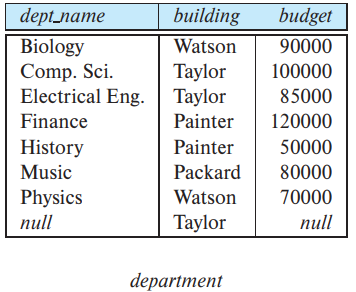 dept_name building budget
Biology Watson 90000
Comp. Sci. Taylor 100000
Electrical Eng. Taylor 85000
Finance Painter 120000
History Painter 50000
Music Packard 80000
Physics Watson 70000
null Taylor null
department